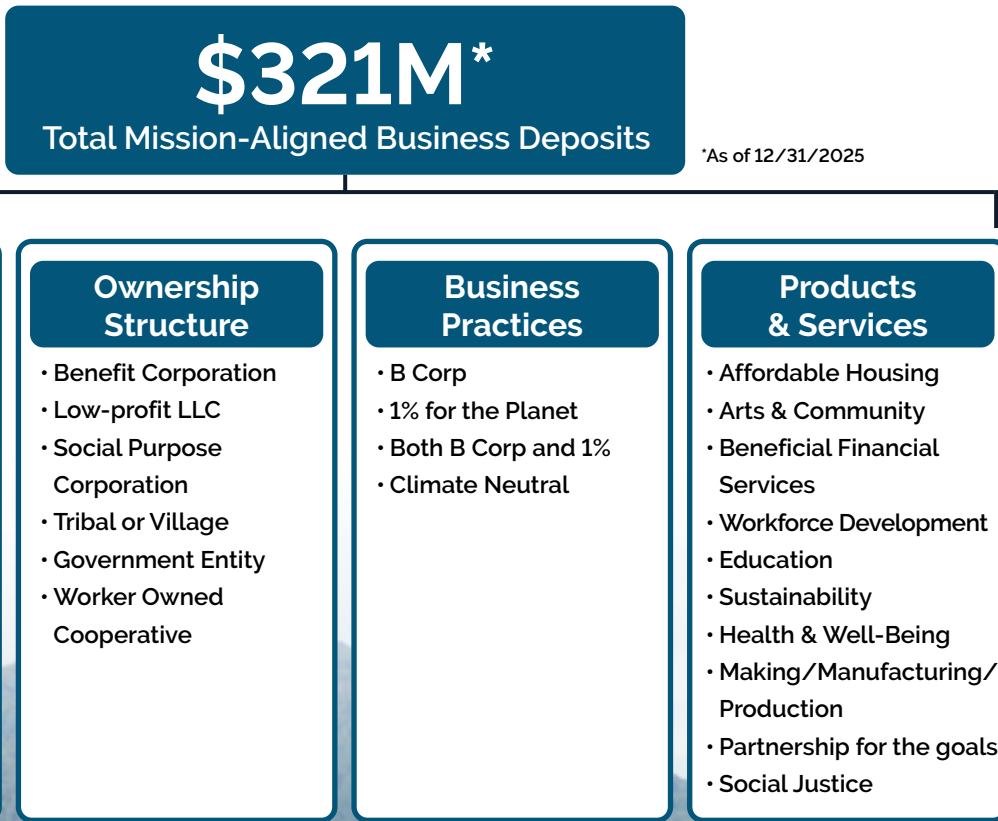 $321M*
Total Mission-Aligned Business Deposits
*As of 12/31/2025
Ownership
Structure
• Benefit Corporation
• Low-profit LLC
• Social Purpose
Corporation
• Tribal or Village
• Government Entity
• Worker Owned
Cooperative
Business
Practices
• B Corp
• 1% for the Planet
• Both B Corp and 1%
• Climate Neutral
Products
& Services
• Affordable Housing
• Arts & Community
• Beneficial Financial
Services
• Workforce Development
• Education
• Sustainability
• Health & Well-Being
• Making/Manufacturing/
Production
• Partnership for the goals
• Social Justice